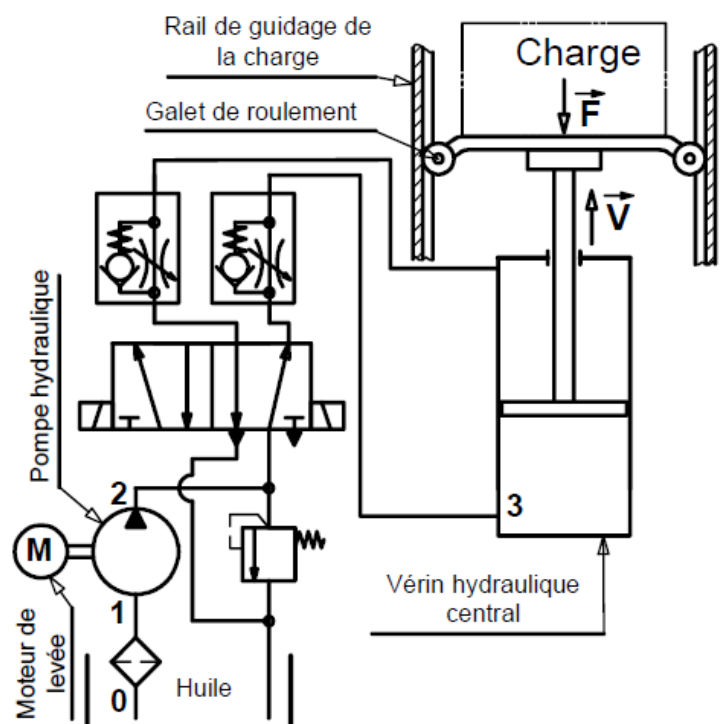 Rail de guidage de
la charge
Charge
Galet de roulement
F
V
Pompe hydraulique
2
3
M
1
Vérin hydraulique
central
Moteur de
levée
0
Huile